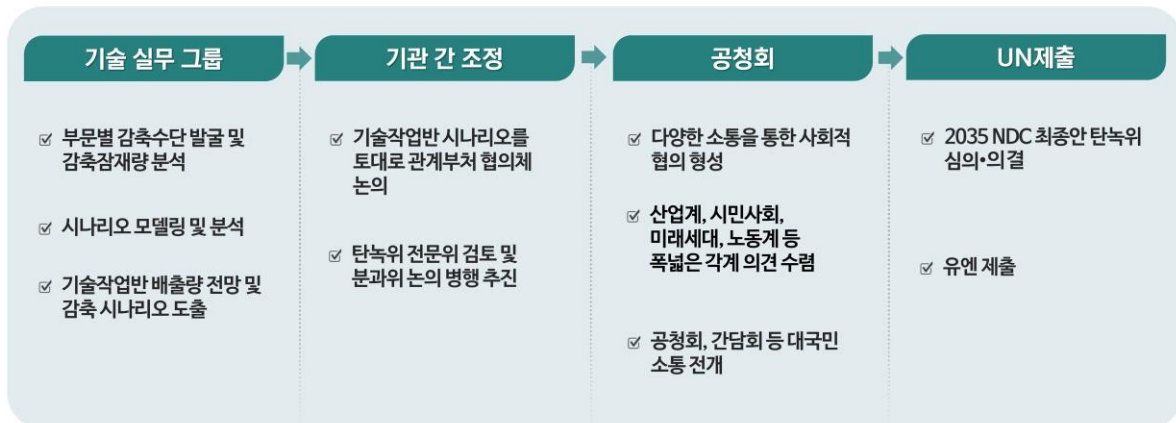 기술 실무 그룹
부문별 감축수단 발굴 및
감축잠재량 분석
시나리오 모델링 및 분석
기술작업반 배출량 전망 및
감축 시나리오 도출
기관 간 조정
기술작업반 시나리오를
토대로 관계부처 협의체
논의
탄녹위 전문위 검토 및
분과위 논의 병행 추진
공청회
다양한 소통을 통한 사회적
협의 형성
산업계, 시민사회,
미래세대, 노동계 등
폭넓은 각계 의견 수렴
공청회, 간담회 등 대국민
소통 전개
UN제출
2035 NDC 최종안 탄녹위
심의•의결
유엔 제출